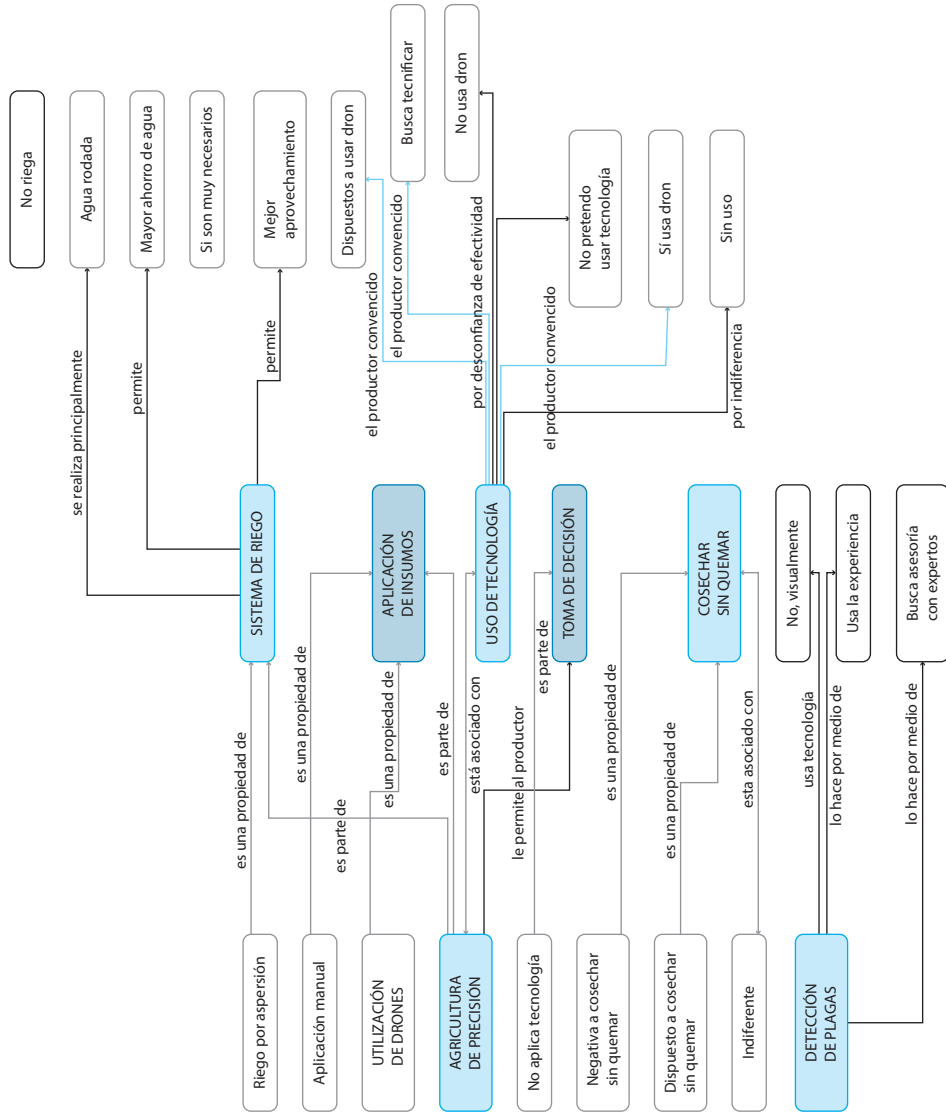 Riego por aspersión
Aplicación manual
UTILIZACIÓN
DE DRONES
AGRICULTURA
DE PRECISIÓN
No aplica tecnología
Negativa a cosechar
sin quemar
Dispuesto a cosechar
sin quemar
Indiferente
DETECCIÓN
DE PLAGAS
es una propiedad de
es una propiedad de
es parte de
es una propiedad de
es parte de
está asociado con
le permite al productor
es parte de
es una propiedad de
es una propiedad de
esta asociado con
usa tecnología
lo hace por medio de
lo hace por medio de
SISTEMA DE RIEGO
APLICACIÓN
DE INSUMOS
USO DE TECNOLOGÍA
TOMA DE DECISIÓN
COSECHAR
SIN QUEMAR
No, visualmente
Usa la experiencia
Busca asesoría
con expertos
se realiza principalmente
permite
permite
el productor convencido
el productor convencido
por desconfianza de efectividad
el productor convencido
por indiferencia
No riega
Agua rodada
Mayor ahorro de agua
Si son muy necesarios
Mejor
aprovechamiento
Dispuestos a usar dron
Busca tecnificar
No usa dron
No pretendo
usar tecnología
Sí usa dron
Sin uso